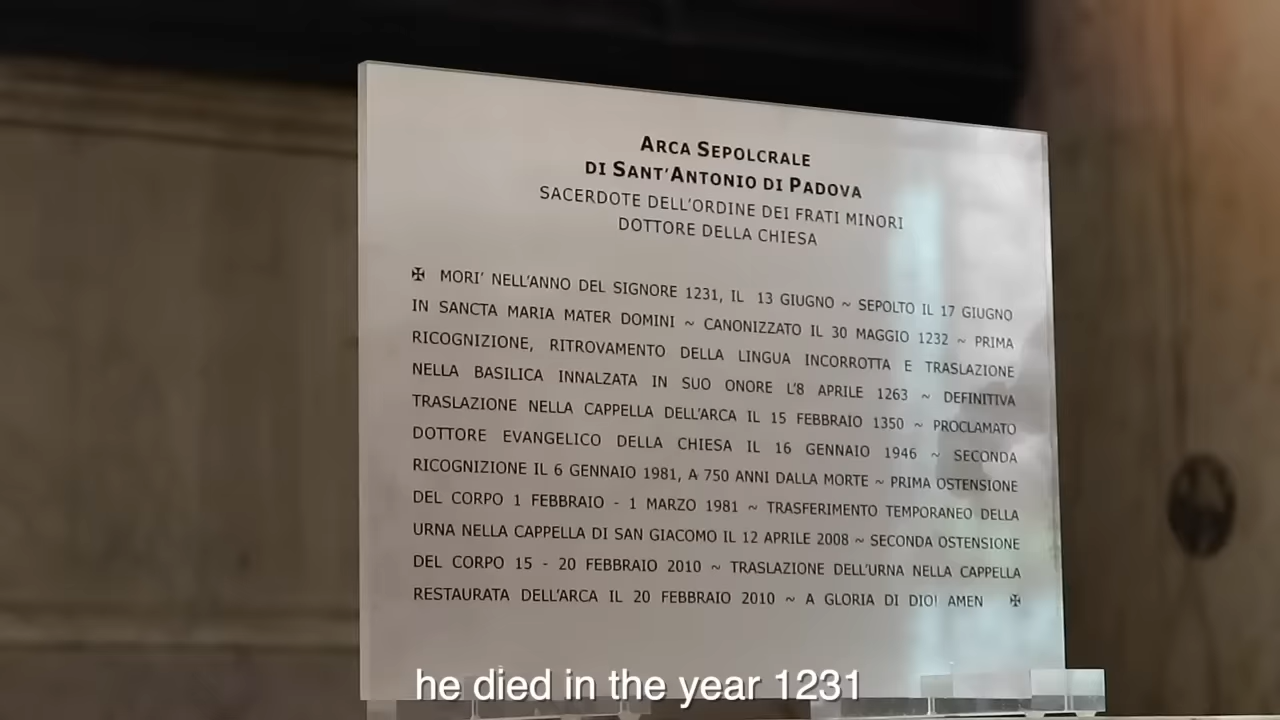 ARCA SEPOLCRALE
DI SANT'ANTONIO DI PADOVA
SACERDOTE DELL'ORDINE DEI FRATI MINORI
DOTTORE DELLA CHIESA
✠ MORI' NELL'ANNO DEL SIGNORE 1231, IL 13 GIUGNO ~ SEPOLTO IL 17 GIUGNO
IN SANCTA MARIA MATER DOMINI ~ CANONIZZATO IL 30 MAGGIO 1232 ~ PRIMA
RICOGNIZIONE, RITROVAMENTO DELLA LINGUA INCORROTTA E TRASLAZIONE
NELLA BASILICA INNALZATA IN SUO ONORE L'8 APRILE 1263 ~ DEFINITIVA
TRASLAZIONE NELLA CAPPELLA DELL'ARCA IL 15 FEBBRAIO 1350 ~ PROCLAMATO
DOTTORE EVANGELICO DELLA CHIESA IL 16 GENNAIO 1946 ~ SECONDA
RICOGNIZIONE IL 6 GENNAIO 1981, A 750 ANNI DALLA MORTE ~ PRIMA OSTENSIONE
DEL CORPO 1 FEBBRAIO - 1 MARZO 1981 ~ TRASFERIMENTO TEMPORANEO DELLA
URNA NELLA CAPPELLA DI SAN GIACOMO IL 12 APRILE 2008 ~ SECONDA OSTENSIONE
DEL CORPO 15 - 20 FEBBRAIO 2010 ~ TRASLAZIONE DELL'URNA NELLA CAPPELLA
RESTAURATA DELL'ARCA IL 20 FEBBRAIO 2010 ~ A GLORIA DI DIO! AMEN ✠
he died in the year 1231